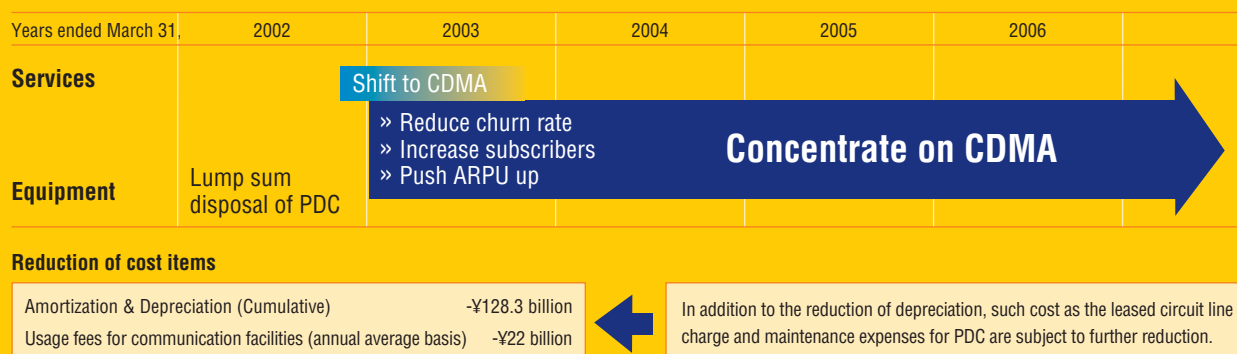 Years ended March 31, 2002 2003 2004 2005 2006
Services
Shift to CDMA
» Reduce churn rate
» Increase subscribers
» Push ARPU up
Concentrate on CDMA
Equipment
Lump sum
disposal of PDC
Reduction of cost items
Amortization & Depreciation (Cumulative) -¥128.3 billion
Usage fees for communication facilities (annual average basis) -¥22 billion
In addition to the reduction of depreciation, such cost as the leased circuit line
charge and maintenance expenses for PDC are subject to further reduction.